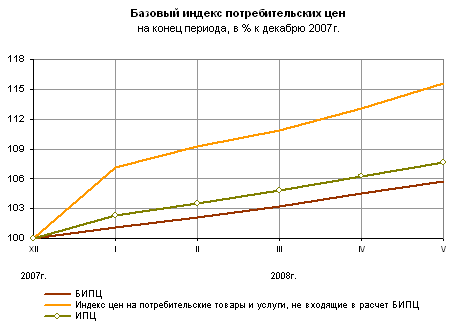 Базовый индекс потребительских цен
на конец периода, в % к декабрю 2007г.
118
115
112
109
106
103
100
XII
I
II
III
IV
V
2007г.
2008г.
БИПЦ
Индекс цен на потребительские товары и услуги, не входящие в расчет БИПЦ
ИПЦ